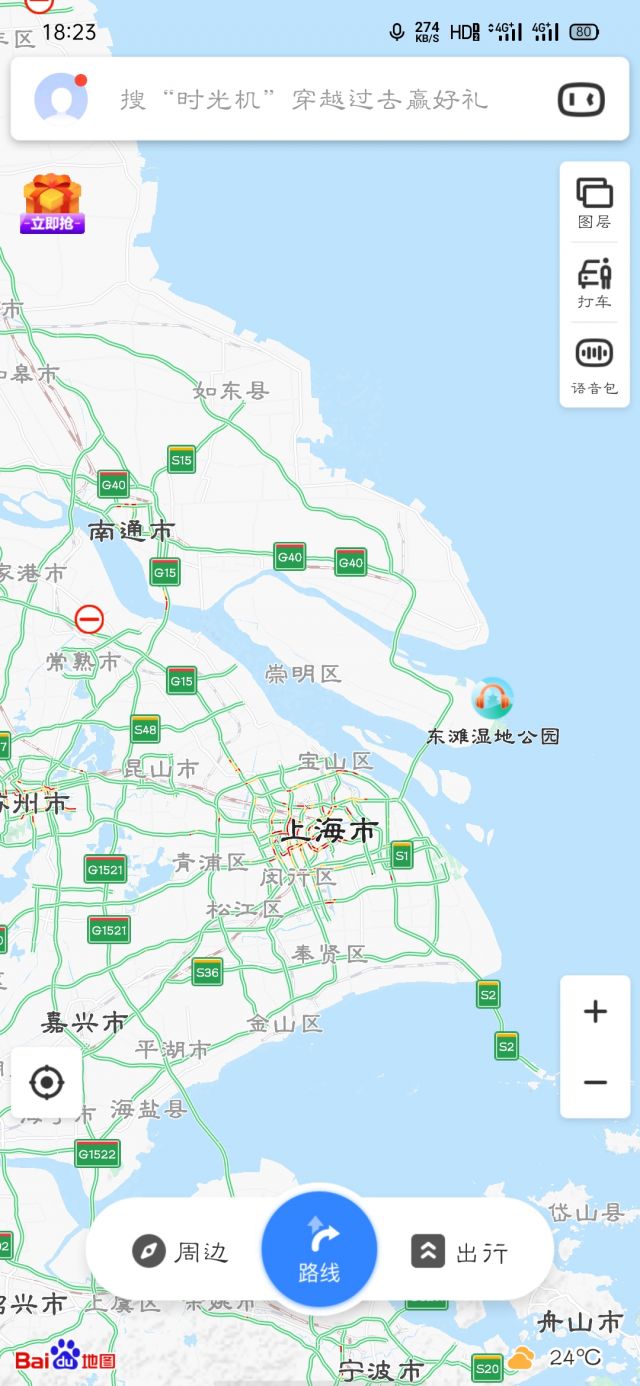 18:23
274
KB/S
HD
4G+
4G+
80
搜“时光机”穿越过去赢好礼
-立即抢-
图层
打车
语音包
皋市
如东县
S15
G40
南通市
G40
G40
G15
家港市
常熟市
G15
崇明区
东滩湿地公园
S48
昆山市
宝山区
苏州市
上海市
S1
G1521
青浦区
闵行区
松江区
G1521
奉贤区
S36
S2
嘉兴市
金山区
S2
平湖市
海盐县
G1522
岱山县
周边
路线
出行
绍兴市
上虞区
余姚市
舟山市
Bai du 地图
宁波市
S20
24℃